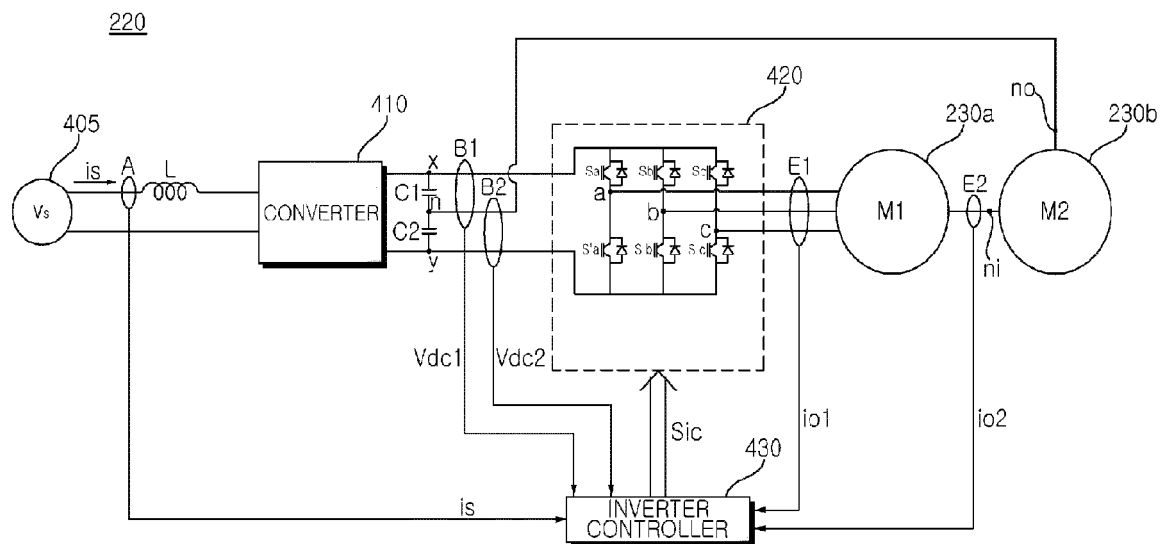 220
405
is
A
L
Vs
410
CONVERTER
x
C1
n
C2
y
B1
B2
Vdc1
Vdc2
420
Sa
Sb
Sc
a
b
c
S'a
S'b
S'c
E1
230a
M1
E2
ni
no
230b
M2
Sic
io1
io2
430
is
INVERTER
CONTROLLER